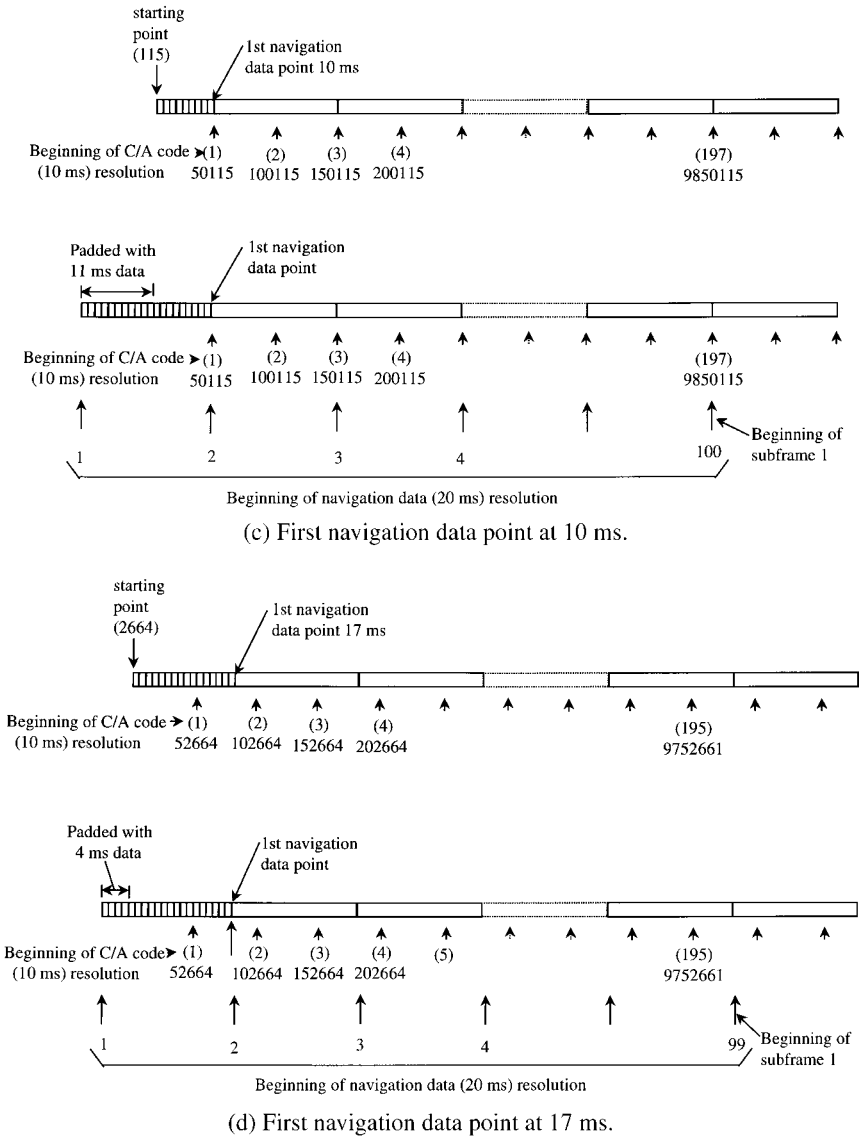 starting
point
(115)
1st navigation
data point 10 ms
Beginning of C/A code (1) (2) (3) (4) (197)
(10 ms) resolution 50115 100115 150115 200115 9850115
Padded with
11 ms data
1st navigation
data point
Beginning of C/A code (1) (2) (3) (4) (197)
(10 ms) resolution 50115 100115 150115 200115 9850115
Beginning of
subframe 1
1 2 3 4 100
Beginning of navigation data (20 ms) resolution
(c) First navigation data point at 10 ms.
starting
point
(2664)
1st navigation
data point 17 ms
Beginning of C/A code (1) (2) (3) (4) (195)
(10 ms) resolution 52664 102664 152664 202664 9752661
Padded with
4 ms data
1st navigation
data point
Beginning of C/A code (1) (2) (3) (4) (5) (195)
(10 ms) resolution 52664 102664 152664 202664 9752661
1 2 3 4 99
Beginning of
subframe 1
Beginning of navigation data (20 ms) resolution
(d) First navigation data point at 17 ms.